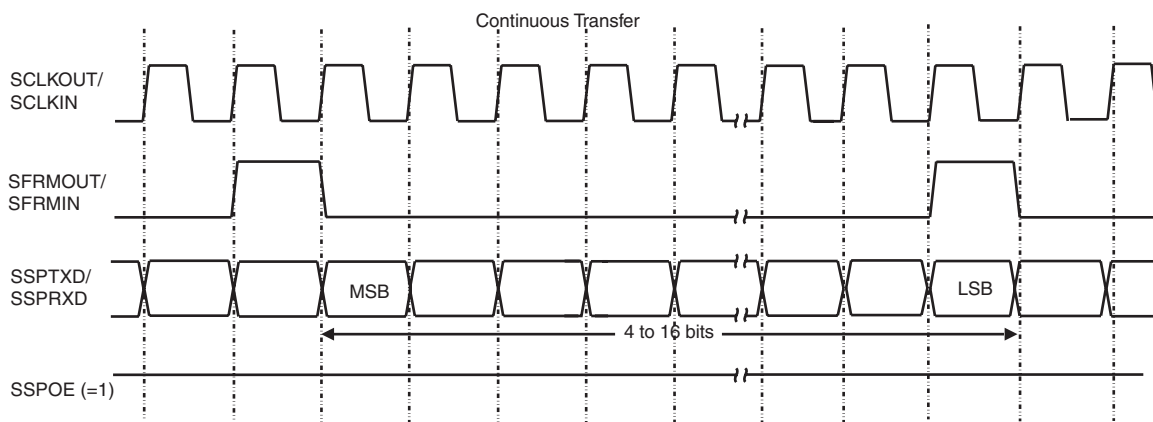 Continuous Transfer
SCLKOUT/
SCLKIN
SFRMOUT/
SFRMIN
SSPTXD/
SSPRXD
MSB
LSB
4 to 16 bits
SSPOE (=1)